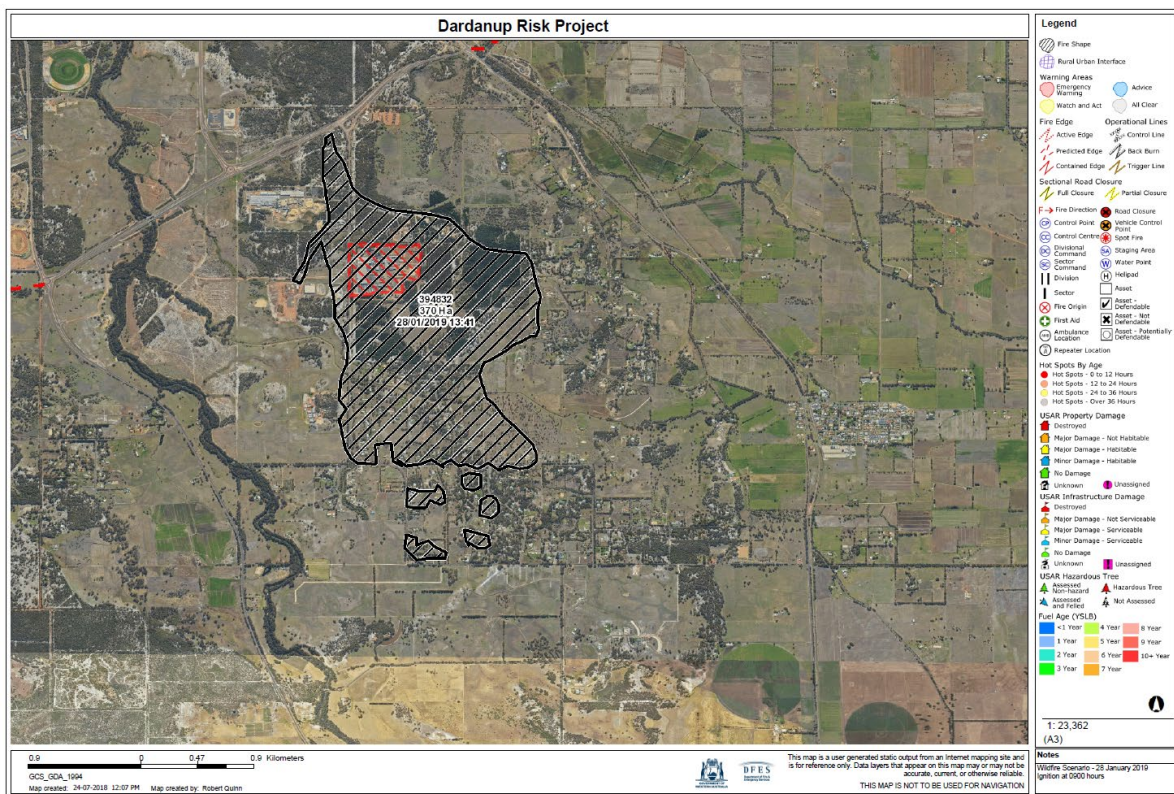 Dardanup Risk Project
394832
370 Ha
28/01/2019 13:41
Legend
Fire Shape
Rural Urban Interface
Warning Areas
Emergency Warning
Advice
Watch and Act
All Clear
Fire Edge
Operational Lines
Active Edge
Control Line
Predicted Edge
Back Burn
Contained Edge
Trigger Line
Sectional Road Closure
Full Closure
Partial Closure
Fire Direction
Road Closure
CP Control Point
Vehicle Control Point
CC Control Centre
Spot Fire
Divisional Command
SA Staging Area
Sector Command
W Water Point
Division
H Helipad
Sector
Asset
Fire Origin
Asset - Defendable
First Aid
Asset - Not Defendable
Ambulance Location
Asset - Potentially Defendable
Repeater Location
Hot Spots By Age
Hot Spots - 0 to 12 Hours
Hot Spots - 12 to 24 Hours
Hot Spots - 24 to 36 Hours
Hot Spots - Over 36 Hours
USAR Property Damage
Destroyed
Major Damage - Not Habitable
Major Damage - Habitable
Minor Damage - Habitable
No Damage
Unknown
Unassigned
USAR Infrastructure Damage
Destroyed
Major Damage - Not Serviceable
Major Damage - Serviceable
Minor Damage - Serviceable
No Damage
Unknown
Unassigned
USAR Hazardous Tree
Assessed Non-hazard
Hazardous Tree
Assessed and Felled
Not Assessed
Fuel Age (YSLB)
<1 Year 4 Year 8 Year
1 Year 5 Year 9 Year
2 Year 6 Year 10+ Year
3 Year 7 Year
1: 23,362
(A3)
Notes
Wildfire Scenario - 28 January 2019
Ignition at 0900 hours
0.9 0 0.47 0.9 Kilometers
GCS_GDA_1994
Map created: 24-07-2018 12:07 PM Map created by: Robert Quinn
DFES
This map is a user generated static output from an Internet mapping site and
is for reference only. Data layers that appear on this map may or may not be
accurate, current, or otherwise reliable.
THIS MAP IS NOT TO BE USED FOR NAVIGATION